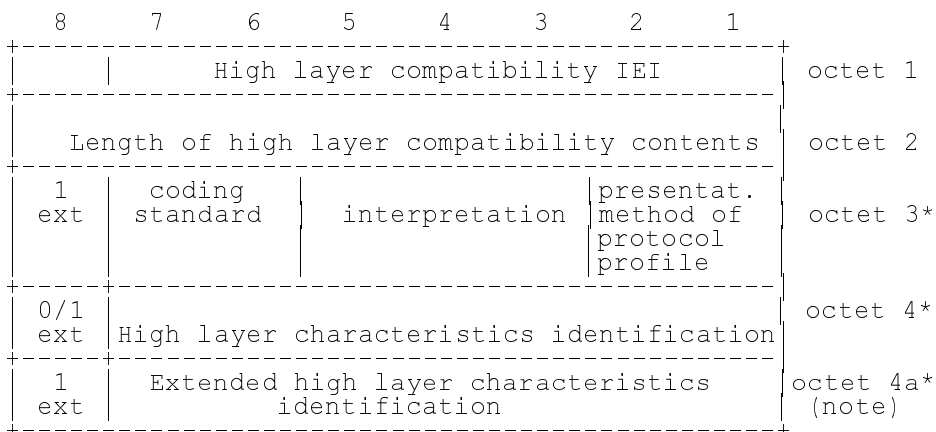 8 7 6 5 4 3 2 1
High layer compatibility IEI octet 1
Length of high layer compatibility contents octet 2
1 coding presentat.
ext standard interpretation method of octet 3*
protocol
profile
0/1 octet 4*
ext High layer characteristics identification
1 Extended high layer characteristics octet 4a*
ext identification (note)